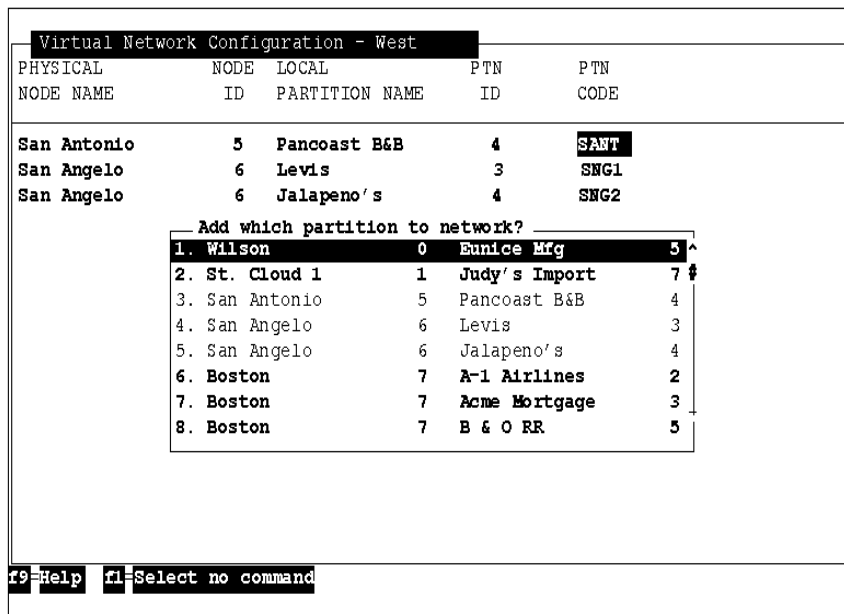 Virtual Network Configuration - West
PHYSICAL NODE LOCAL PTN PTN
NODE NAME ID PARTITION NAME ID CODE
San Antonio 5 Pancoast B&B 4 SANT
San Angelo 6 Levis 3 SNG1
San Angelo 6 Jalapeno's 4 SNG2
Add which partition to network?
1. Wilson 0 Eunice Mfg 5 ^
2. St. Cloud 1 1 Judy's Import 7 #
3. San Antonio 5 Pancoast B&B 4
4. San Angelo 6 Levis 3
5. San Angelo 6 Jalapeno's 4
6. Boston 7 A-1 Airlines 2
7. Boston 7 Acme Mortgage 3
8. Boston 7 B & O RR 5
f9=Help f1=Select no command